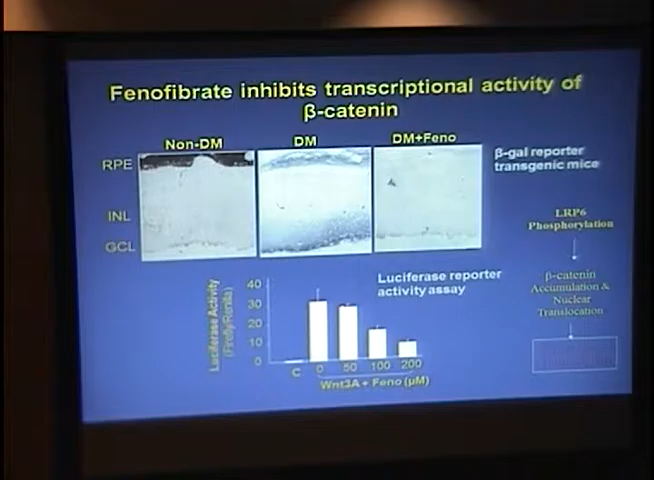 Fenofibrate inhibits transcriptional activity of
β-catenin
Non-DM DM DM+Feno
RPE
INL
GCL
β-gal reporter
transgenic mice
LRP6
Phosphorylation
β-catenin
Accumulation &
Nuclear
Translocation
Luciferase reporter
activity assay
Luciferase Activity
(Firefly/Renilla)
40
30
20
10
0
C 0 50 100 200
Wnt3A + Feno (μM)